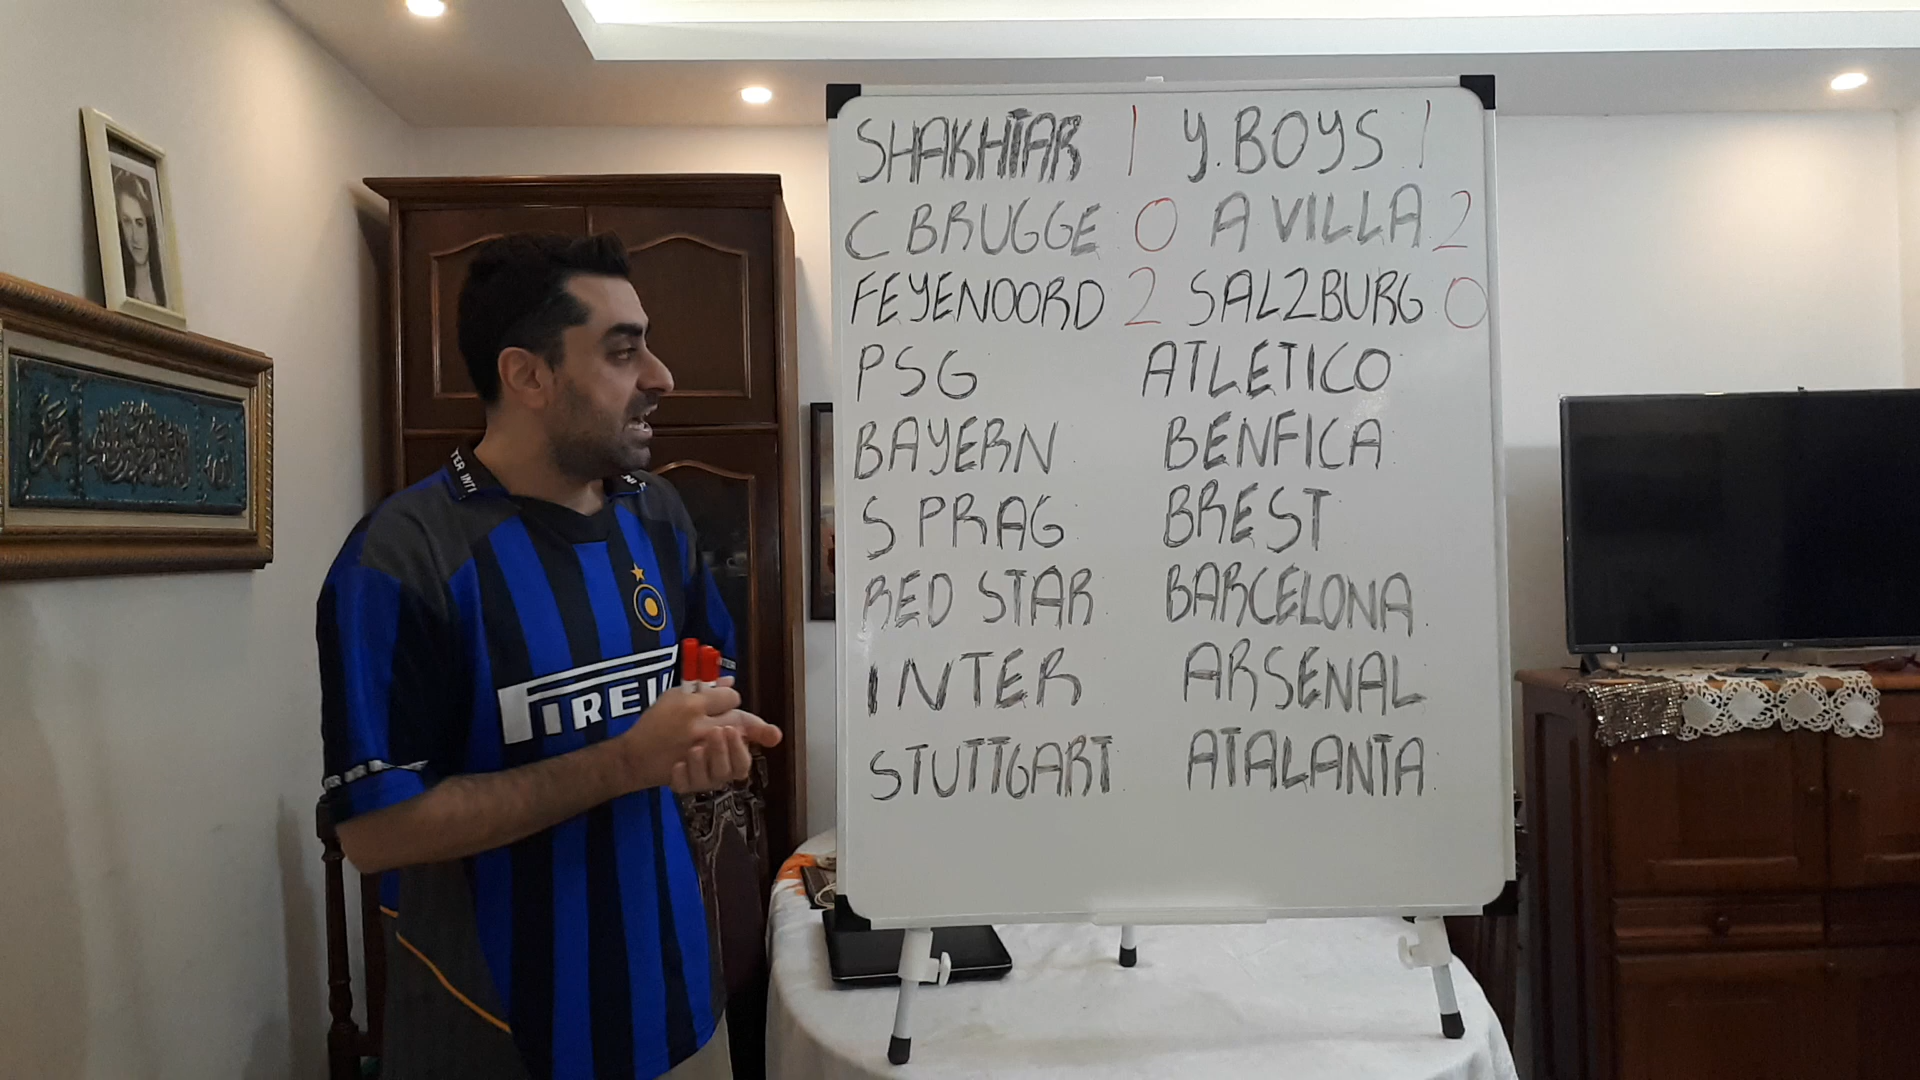 SHAKHTAR 1 Y.BOYS 1
C BRUGGE 0 A VILLA 2
FEYENOORD 2 SALZBURG 0
PSG ATLETICO
BAYERN BENFICA
S PRAG BREST
RED STAR BARCELONA
INTER ARSENAL
STUTTGART ATALANTA
PIRELLI